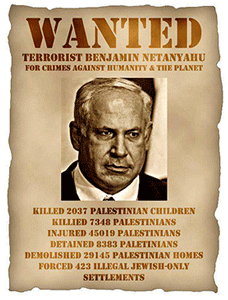 WANTED
TERRORIST BENJAMIN NETANYAHU
FOR CRIMES AGAINST HUMANITY & THE PLANET
KILLED 2037 PALESTINIAN CHILDREN
KILLED 7348 PALESTINIANS
INJURED 45019 PALESTINIANS
DETAINED 8383 PALETINIANS
DEMOLISHED 29145 PALESTINIAN HOMES
FORCED 423 ILLEGAL JEWISH-ONLY
SETTLEMENTS